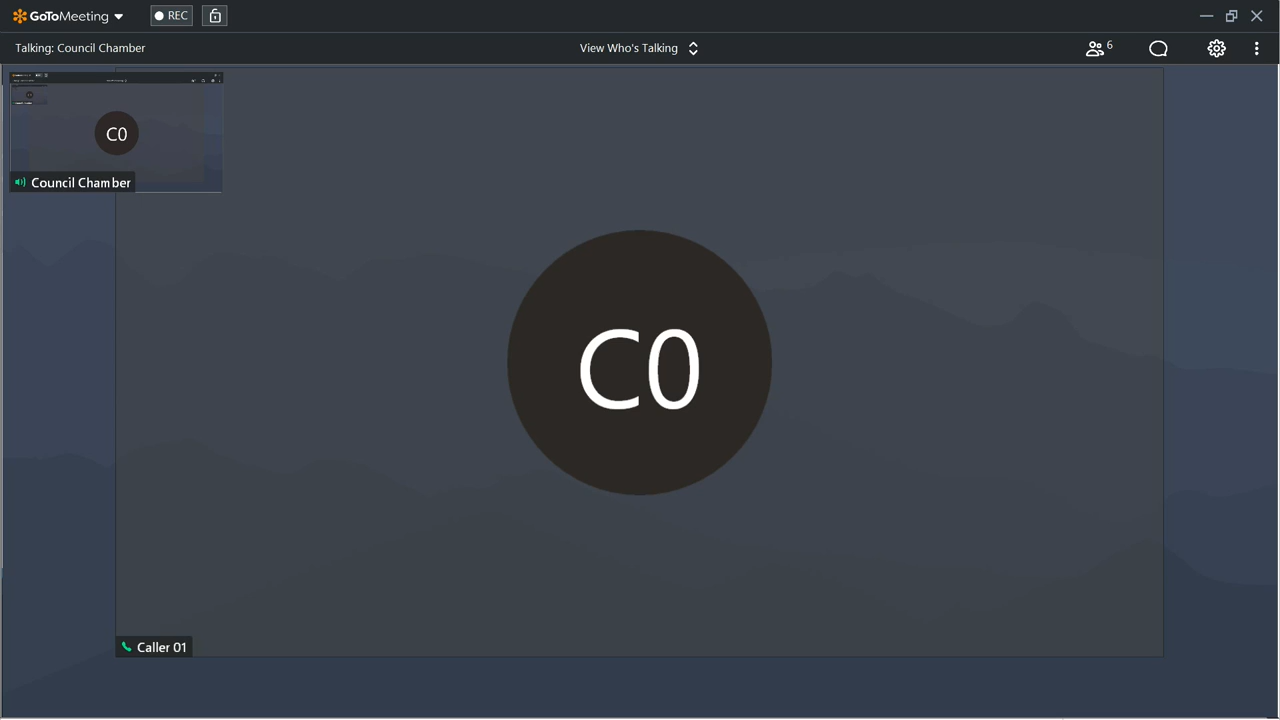 GoToMeeting
REC
Talking: Council Chamber
View Who's Talking
6
C0
Council Chamber
C0
Caller 01